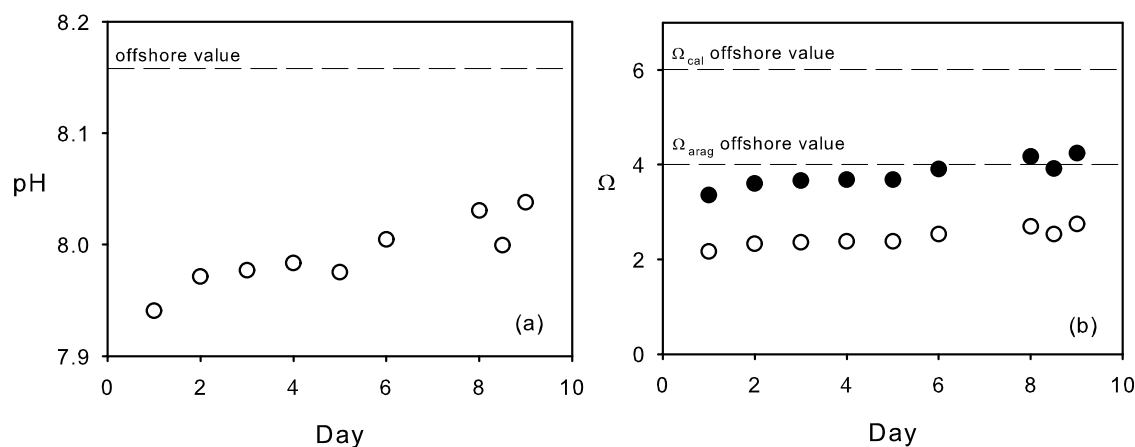 8.2
offshore value
8.1
pH
8.0
(a)
7.9
0 2 4 6 8 10
Day
Ωcal offshore value
6
Ωarag offshore value
4
Ω
2
(b)
0
0 2 4 6 8 10
Day